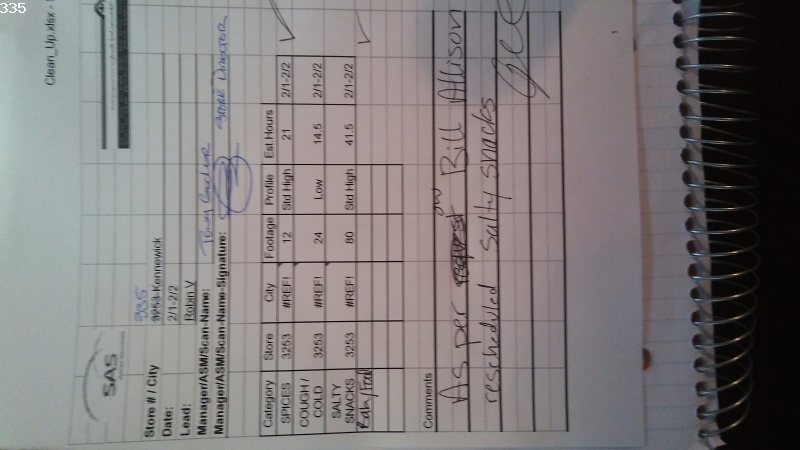 335
Clean_Up.xlsx -
SAS
335
Store # / City 3253 Kennewick
Date: 2/1-2/2
Lead: Robin V
Manager/ASM/Scan-Name:
Manager/ASM/Scan-Name-Signature: Store Director
Category Store City Footage Profile Est Hours
SPICES 3253 #REF! 12 Std High 21 2/1-2/2
COUGH / COLD 3253 #REF! 24 Low 14.5 2/1-2/2
SALTY SNACKS 3253 #REF! 80 Std High 41.5 2/1-2/2
Baby Food
Comments
As per our Bill Allison
rescheduled salty snacks